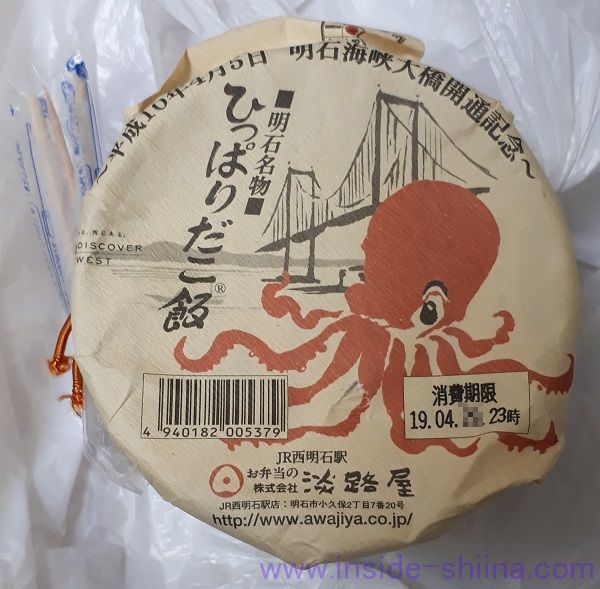 ~平成10年4月5日 明石海峡大橋開通記念~
■明石名物■
ひっぱりだこ飯®
DISCOVER
WEST
4 940182 005379
消費期限
19.04. 23時
JR西明石駅
お弁当の
株式会社 淡路屋
JR西明石駅店:明石市小久保2丁目7番20号
http://www.awajiya.co.jp/
www.inside-shiina.com